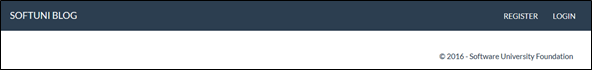 SOFTUNI BLOG REGISTER LOGIN
© 2016 - Software University Foundation